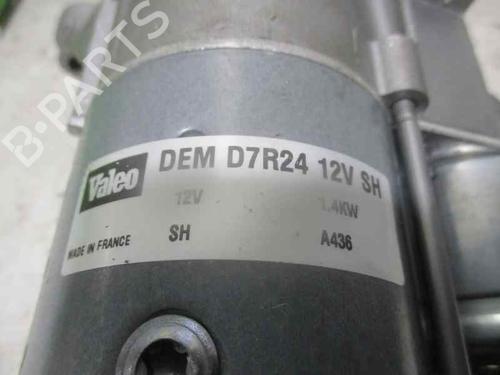 B-PARTS
Valeo DEM D7R24 12V SH
12V 1.4KW
MADE IN FRANCE SH A436